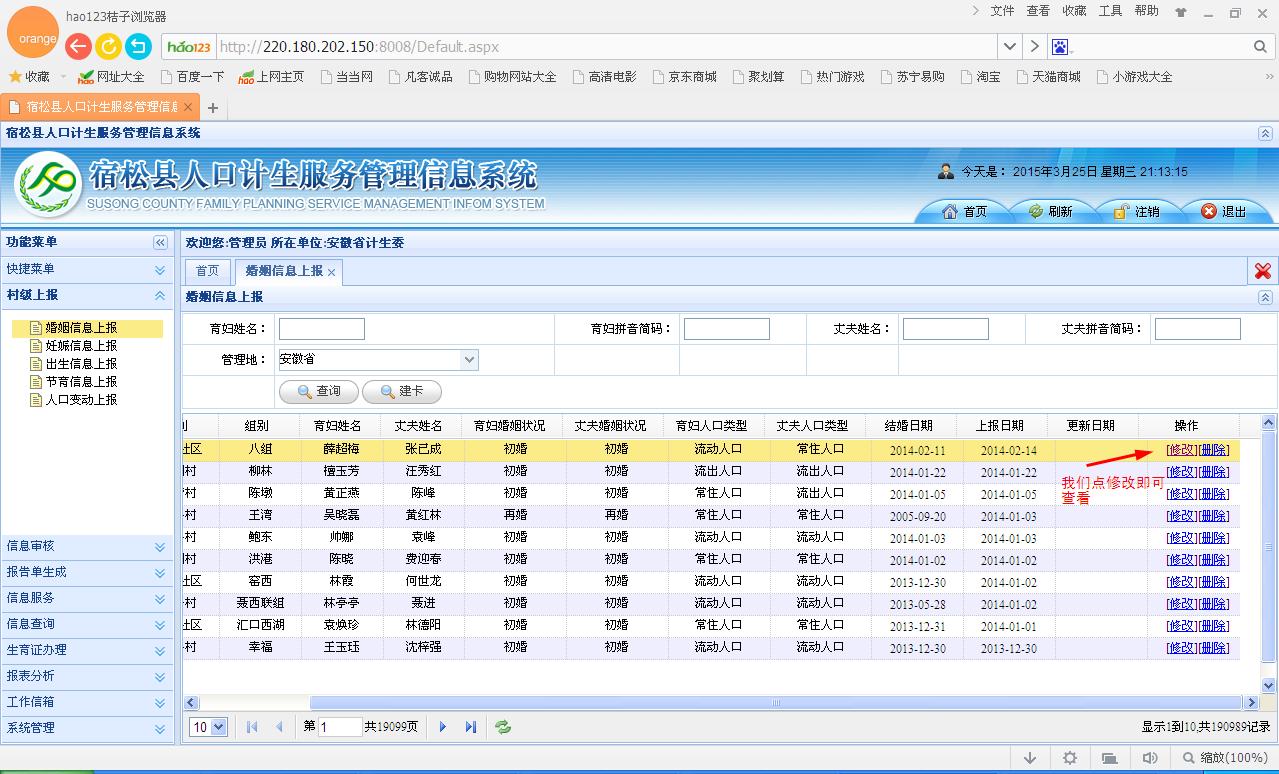 hao123桔子浏览器 文件 查看 收藏 工具 帮助
orange
hao123 http://220.180.202.150:8008/Default.aspx
收藏 网址大全 百度一下 上网主页 当当网 凡客诚品 购物网站大全 高清电影 京东商城 聚划算 热门游戏 苏宁易购 淘宝 天猫商城 小游戏大全
宿松县人口计生服务管理信息
宿松县人口计生服务管理信息系统
宿松县人口计生服务管理信息系统
SUSONG COUNTY FAMILY PLANNING SERVICE MANAGEMENT INFOM SYSTEM
今天是： 2015年3月25日 星期三 21:13:15
首页 刷新 注销 退出
功能菜单
快捷菜单
村级上报
婚姻信息上报
妊娠信息上报
出生信息上报
节育信息上报
人口变动上报
信息审核
报告单生成
信息服务
信息查询
生育证办理
报表分析
工作信箱
系统管理
欢迎您:管理员 所在单位:安徽省计生委
首页 婚姻信息上报
婚姻信息上报
育妇姓名： 育妇拼音简码： 丈夫姓名： 丈夫拼音简码：
管理地： 安徽省
查询 建卡
组别 育妇姓名 丈夫姓名 育妇婚姻状况 丈夫婚姻状况 育妇人口类型 丈夫人口类型 结婚日期 上报日期 更新日期 操作
社区 八组 薛超梅 张已成 初婚 初婚 流动人口 常住人口 2014-02-11 2014-02-14 [修改][删除]
村 柳林 檀玉芳 汪秀红 初婚 初婚 流出人口 流出人口 2014-01-22 2014-01-22 [修改][删除]
村 陈墩 黄正燕 陈峰 初婚 初婚 常住人口 常住人口 2014-01-05 2014-01-05 [修改][删除]
村 王湾 吴晓磊 黄红林 再婚 再婚 常住人口 常住人口 2005-09-20 2014-01-03 [修改][删除]
村 鲍东 帅娜 袁峰 初婚 初婚 流动人口 流动人口 2014-01-03 2014-01-03 [修改][删除]
村 洪港 陈晓 费迎春 初婚 初婚 常住人口 常住人口 2014-01-02 2014-01-02 [修改][删除]
社区 窑西 林霞 何世龙 初婚 初婚 流动人口 流动人口 2013-12-30 2014-01-02 [修改][删除]
村 聂西联组 林亭亭 聂进 初婚 初婚 流动人口 流动人口 2013-05-28 2014-01-02 [修改][删除]
社区 汇口西湖 袁焕珍 林德阳 初婚 初婚 常住人口 常住人口 2013-12-31 2014-01-01 [修改][删除]
村 幸福 王玉珏 沈梓强 初婚 初婚 流动人口 流动人口 2013-12-30 2013-12-30 [修改][删除]
我们点修改即可
查看
10 第 1 共19099页 显示1到10,共190989记录
缩放(100%)